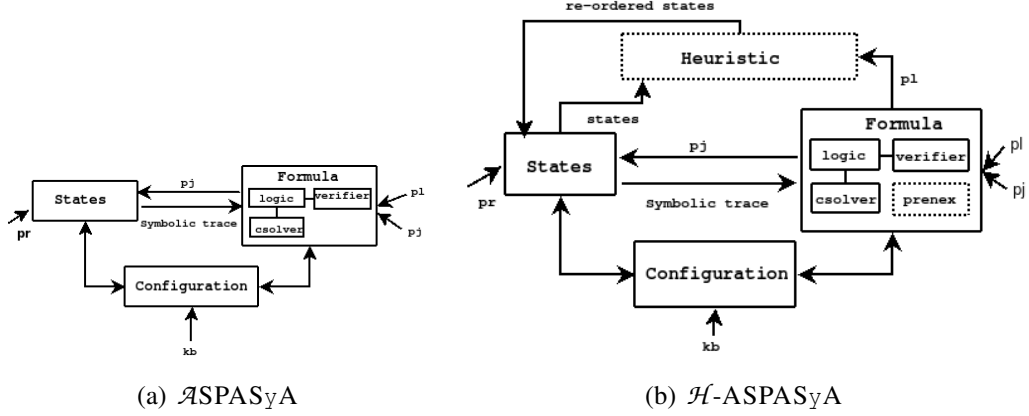 pj
Formula
logic
verifier
csolver
pl
pj
States
Symbolic trace
pr
Configuration
kb
(a) 𝒜SPASyA
re-ordered states
Heuristic
pl
states
Formula
logic
verifier
csolver
prenex
pl
pj
pj
States
Symbolic trace
pr
Configuration
kb
(b) ℋ-ASPASyA